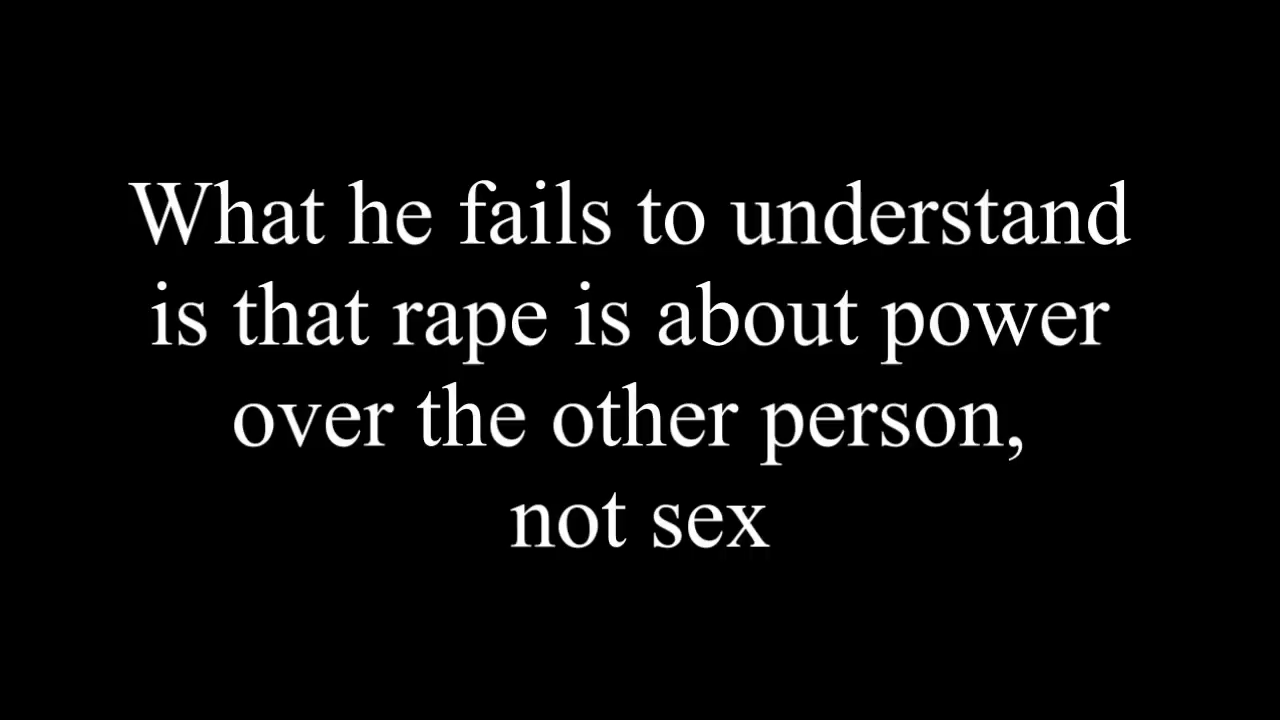 What he fails to understand
is that rape is about power
over the other person,
not sex